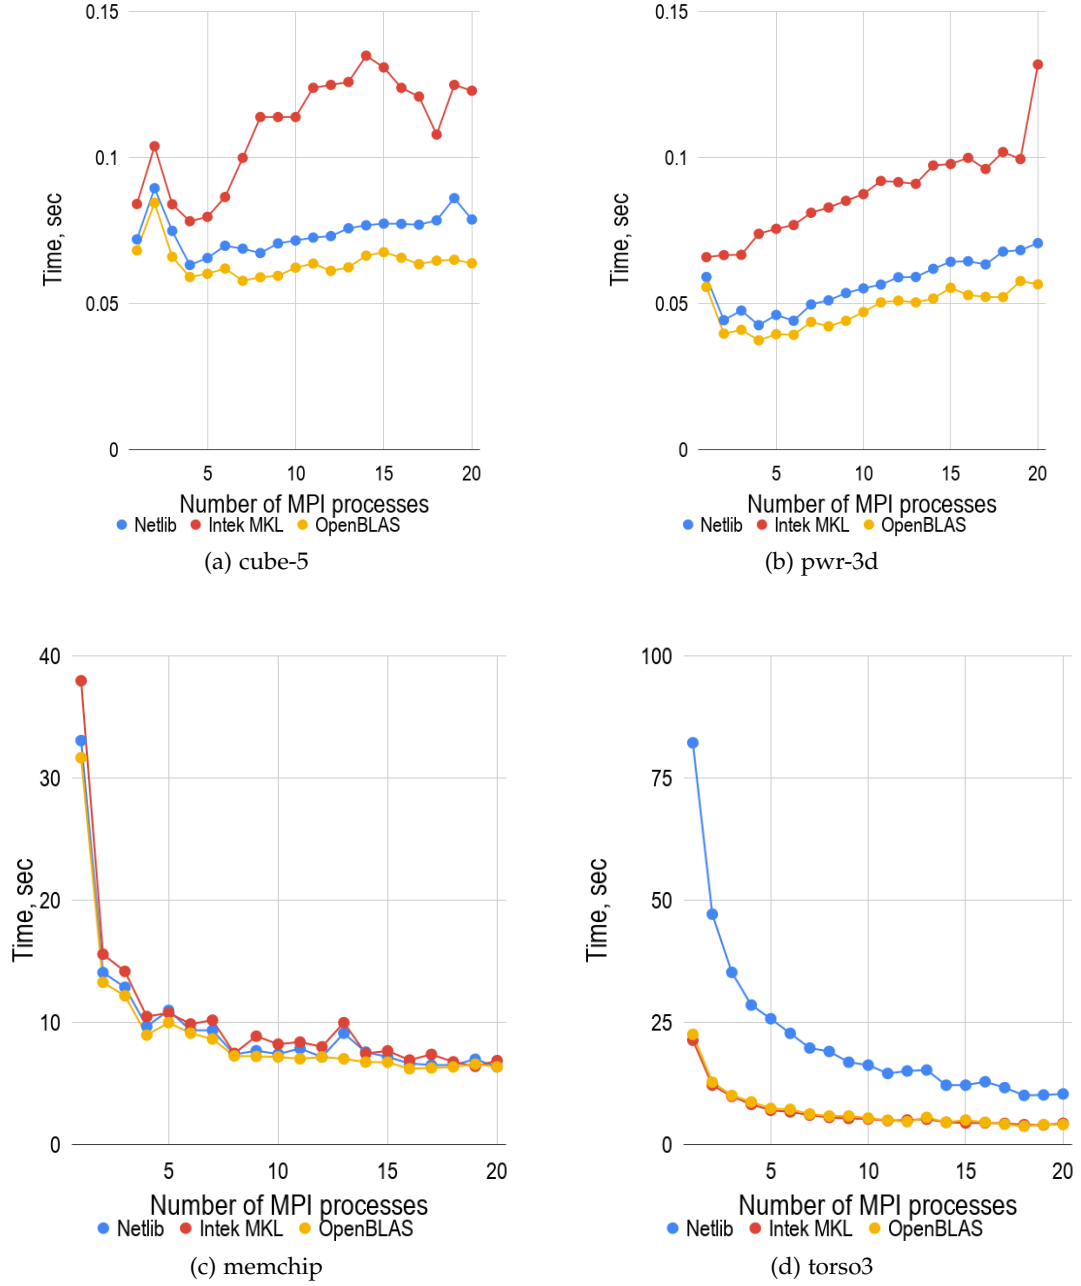 0.15
0.1
0.05
0
Time, sec
5 10 15 20
Number of MPI processes
Netlib Intek MKL OpenBLAS
(a) cube-5
0.15
0.1
0.05
0
Time, sec
5 10 15 20
Number of MPI processes
Netlib Intek MKL OpenBLAS
(b) pwr-3d
40
30
20
10
0
Time, sec
5 10 15 20
Number of MPI processes
Netlib Intek MKL OpenBLAS
(c) memchip
100
75
50
25
0
Time, sec
5 10 15 20
Number of MPI processes
Netlib Intek MKL OpenBLAS
(d) torso3